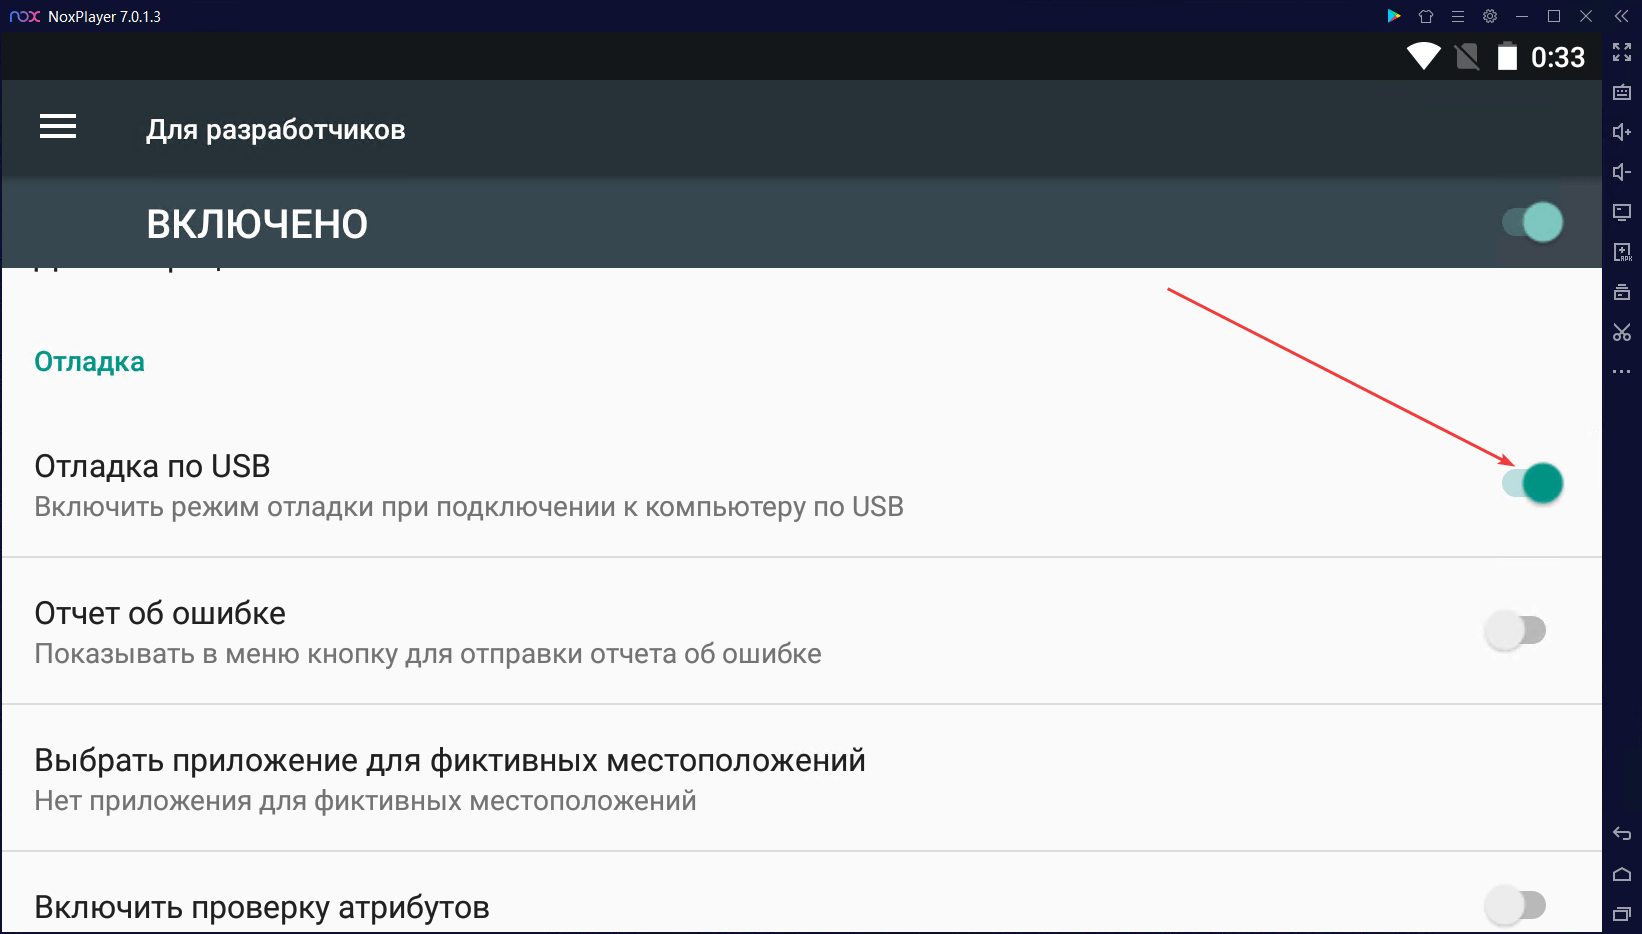 nox NoxPlayer 7.0.1.3
0:33
Для разработчиков
ВКЛЮЧЕНО
Отладка
Отладка по USB
Включить режим отладки при подключении к компьютеру по USB
Отчет об ошибке
Показывать в меню кнопку для отправки отчета об ошибке
Выбрать приложение для фиктивных местоположений
Нет приложения для фиктивных местоположений
Включить проверку атрибутов